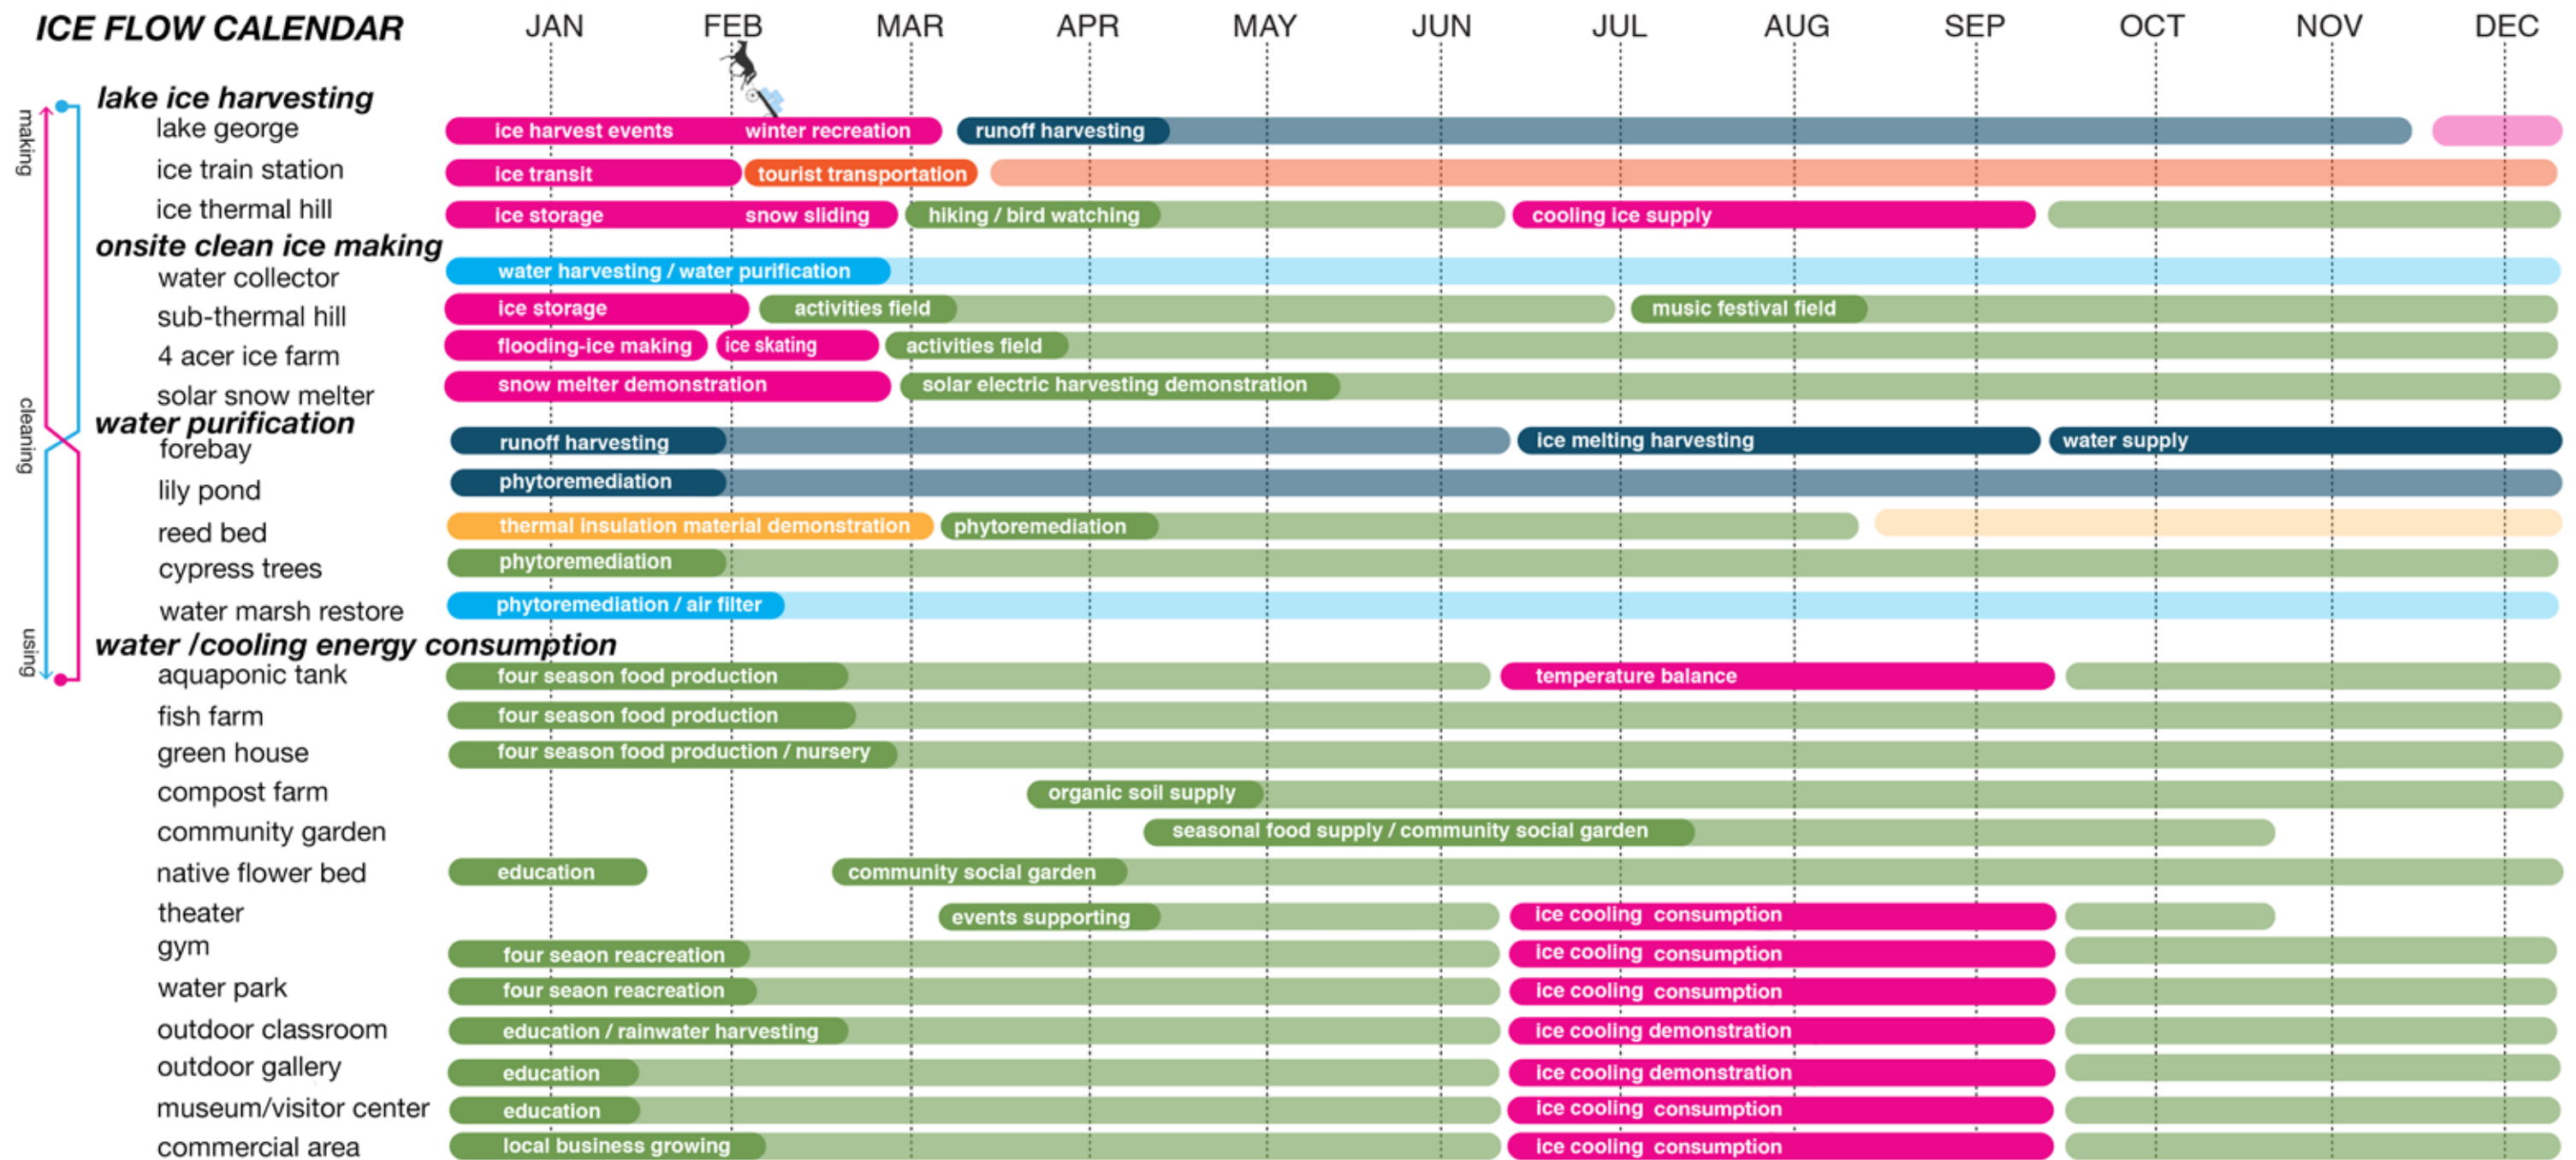 ICE FLOW CALENDAR JAN FEB MAR APR MAY JUN JUL AUG SEP OCT NOV DEC
making
cleaning
using
lake ice harvesting
lake george ice harvest events winter recreation runoff harvesting
ice train station ice transit tourist transportation
ice thermal hill ice storage snow sliding hiking / bird watching cooling ice supply
onsite clean ice making
water collector water harvesting / water purification
sub-thermal hill ice storage activities field music festival field
4 acer ice farm flooding-ice making ice skating activities field
solar snow melter snow melter demonstration solar electric harvesting demonstration
water purification
forebay runoff harvesting ice melting harvesting water supply
lily pond phytoremediation
reed bed thermal insulation material demonstration phytoremediation
cypress trees phytoremediation
water marsh restore phytoremediation / air filter
water /cooling energy consumption
aquaponic tank four season food production temperature balance
fish farm four season food production
green house four season food production / nursery
compost farm organic soil supply
community garden seasonal food supply / community social garden
native flower bed education community social garden
theater events supporting ice cooling consumption
gym four seaon reacreation ice cooling consumption
water park four seaon reacreation ice cooling consumption
outdoor classroom education / rainwater harvesting ice cooling demonstration
outdoor gallery education ice cooling demonstration
museum/visitor center education ice cooling consumption
commercial area local business growing ice cooling consumption